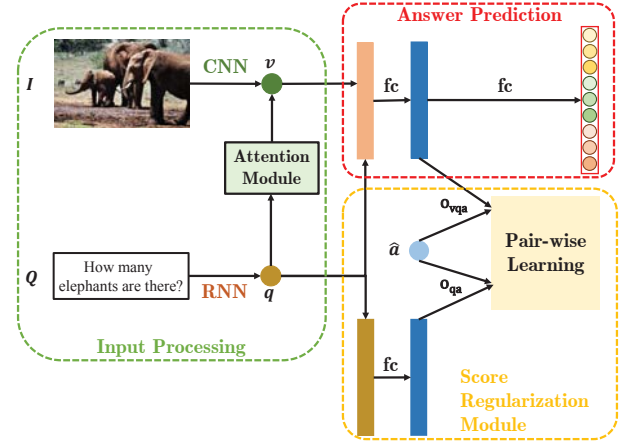 Answer Prediction
I
CNN
v
fc
fc
Attention
Module
o_vqa
â
Pair-wise
Learning
Q
How many
elephants are there?
RNN
q
o_qa
Input Processing
fc
Score
Regularization
Module